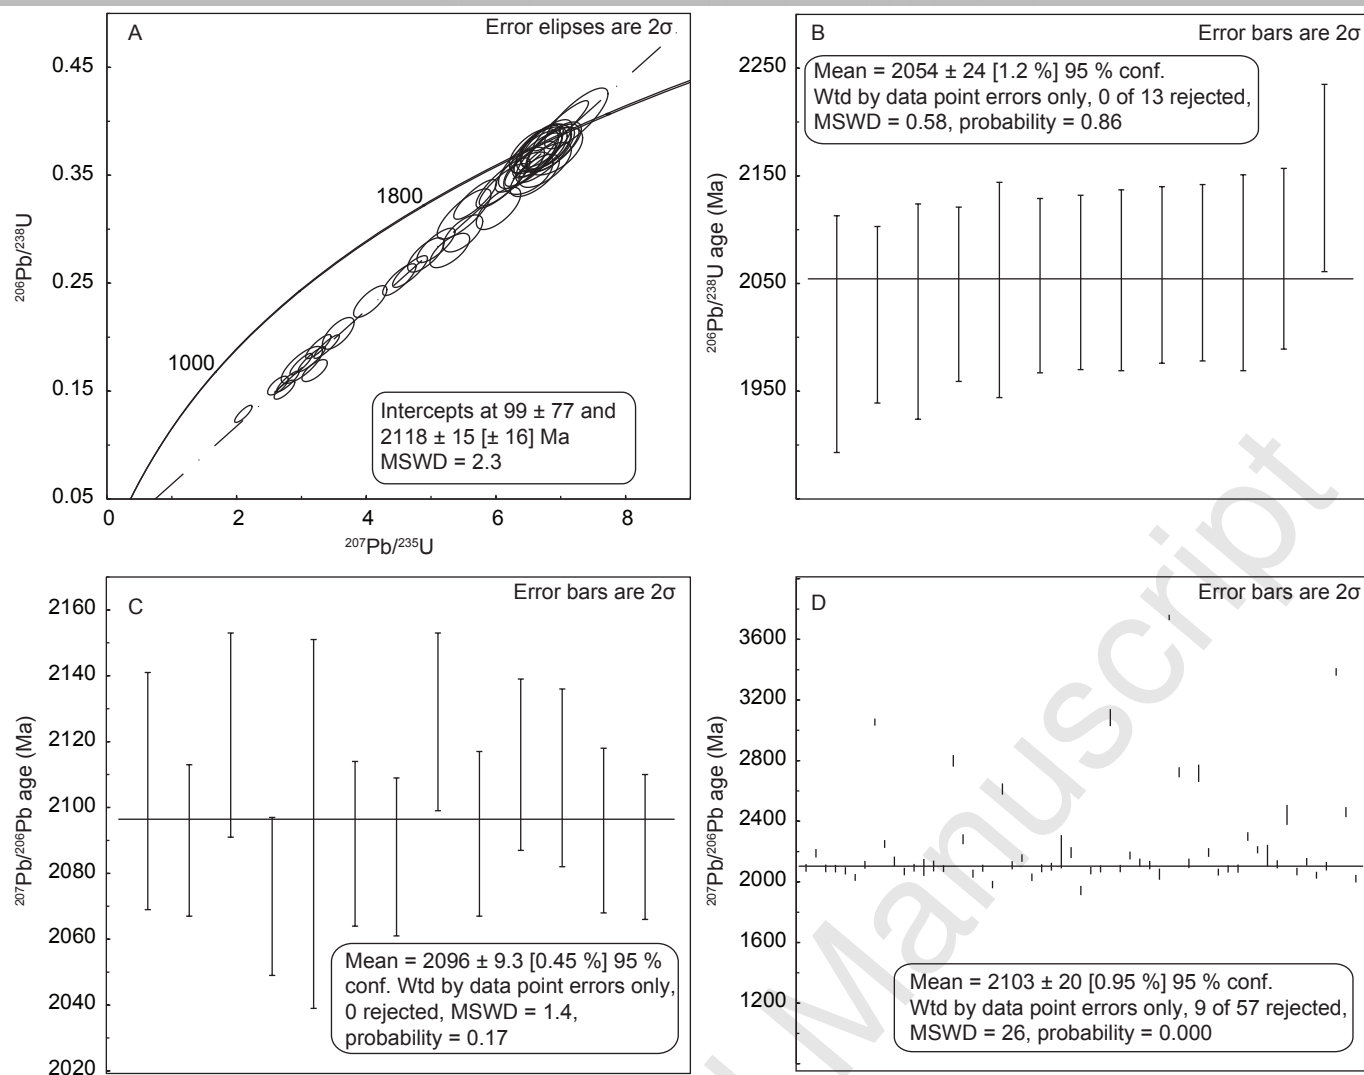 A
Error elipses are 2σ
0.45
0.35
0.25
0.15
0.05
²⁰⁶Pb/²³⁸U
1800
1000
Intercepts at 99 ± 77 and
2118 ± 15 [± 16] Ma
MSWD = 2.3
0 2 4 6 8
²⁰⁷Pb/²³⁵U
B
Error bars are 2σ
Mean = 2054 ± 24 [1.2 %] 95 % conf.
Wtd by data point errors only, 0 of 13 rejected,
MSWD = 0.58, probability = 0.86
2250
2150
2050
1950
²⁰⁶Pb/²³⁸U age (Ma)
C
Error bars are 2σ
2160
2140
2120
2100
2080
2060
2040
2020
²⁰⁷Pb/²⁰⁶Pb age (Ma)
Mean = 2096 ± 9.3 [0.45 %] 95 %
conf. Wtd by data point errors only,
0 rejected, MSWD = 1.4,
probability = 0.17
D
Error bars are 2σ
3600
3200
2800
2400
2000
1600
1200
²⁰⁷Pb/²⁰⁶Pb age (Ma)
Mean = 2103 ± 20 [0.95 %] 95 % conf.
Wtd by data point errors only, 9 of 57 rejected,
MSWD = 26, probability = 0.000
Manuscript